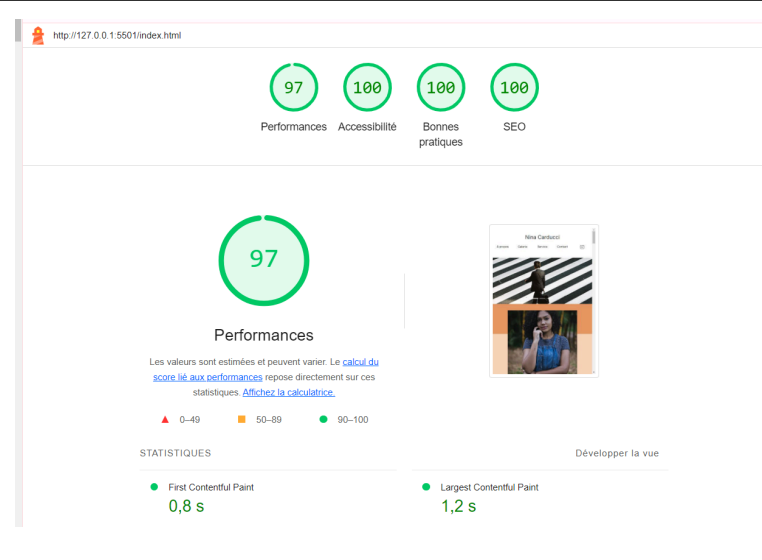 http://127.0.0.1:5501/index.html
97
100
100
100
Performances
Accessibilité
Bonnes
pratiques
SEO
97
Performances
Les valeurs sont estimées et peuvent varier. Le calcul du
score lié aux performances repose directement sur ces
statistiques. Affichez la calculatrice.
0–49
50–89
90–100
Nina Carducci
STATISTIQUES
Développer la vue
First Contentful Paint
0,8 s
Largest Contentful Paint
1,2 s